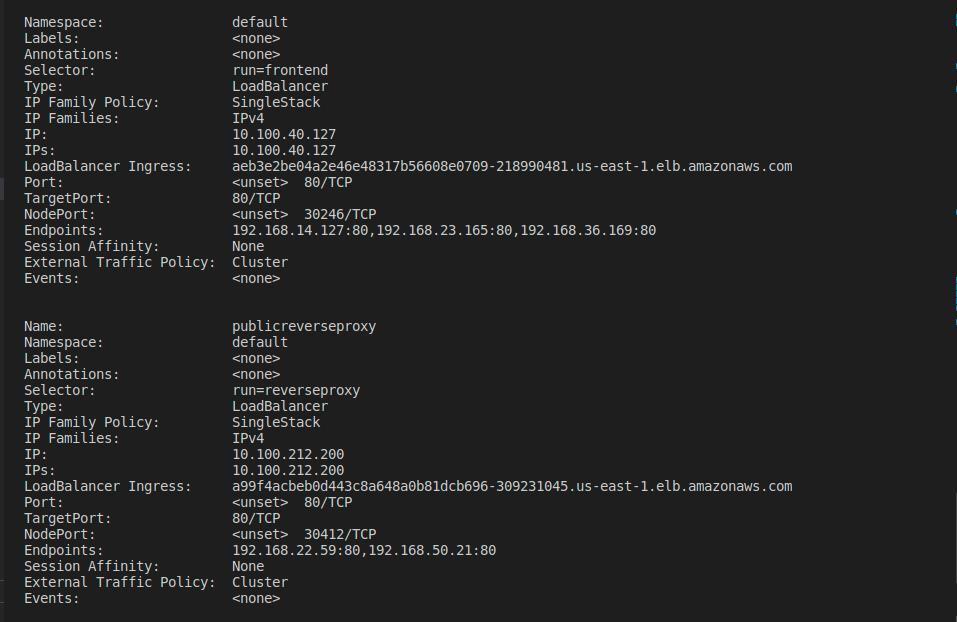 Namespace: default
Labels: <none>
Annotations: <none>
Selector: run=frontend
Type: LoadBalancer
IP Family Policy: SingleStack
IP Families: IPv4
IP: 10.100.40.127
IPs: 10.100.40.127
LoadBalancer Ingress: aeb3e2be04a2e46e48317b56608e0709-218990481.us-east-1.elb.amazonaws.com
Port: <unset> 80/TCP
TargetPort: 80/TCP
NodePort: <unset> 30246/TCP
Endpoints: 192.168.14.127:80,192.168.23.165:80,192.168.36.169:80
Session Affinity: None
External Traffic Policy: Cluster
Events: <none>
Name: publicreverseproxy
Namespace: default
Labels: <none>
Annotations: <none>
Selector: run=reverseproxy
Type: LoadBalancer
IP Family Policy: SingleStack
IP Families: IPv4
IP: 10.100.212.200
IPs: 10.100.212.200
LoadBalancer Ingress: a99f4acbeb0d443c8a648a0b81dcb696-309231045.us-east-1.elb.amazonaws.com
Port: <unset> 80/TCP
TargetPort: 80/TCP
NodePort: <unset> 30412/TCP
Endpoints: 192.168.22.59:80,192.168.50.21:80
Session Affinity: None
External Traffic Policy: Cluster
Events: <none>